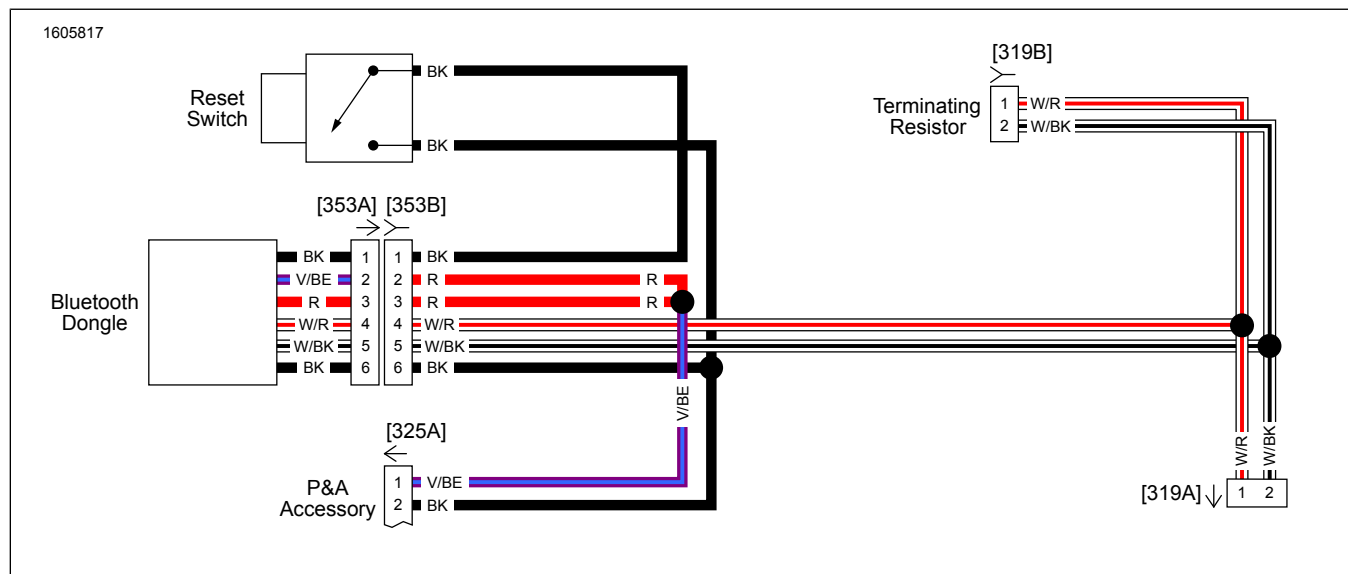 1605817
Reset
Switch
BK
BK
[319B]
Terminating
Resistor
1 W/R
2 W/BK
[353A] [353B]
Bluetooth
Dongle
BK 1 1 BK
V/BE 2 2 R R
R 3 3 R R
W/R 4 4 W/R
W/BK 5 5 W/BK
BK 6 6 BK
V/BE
[325A]
P&A
Accessory
1 V/BE
2 BK
W/R
W/BK
[319A] 1 2